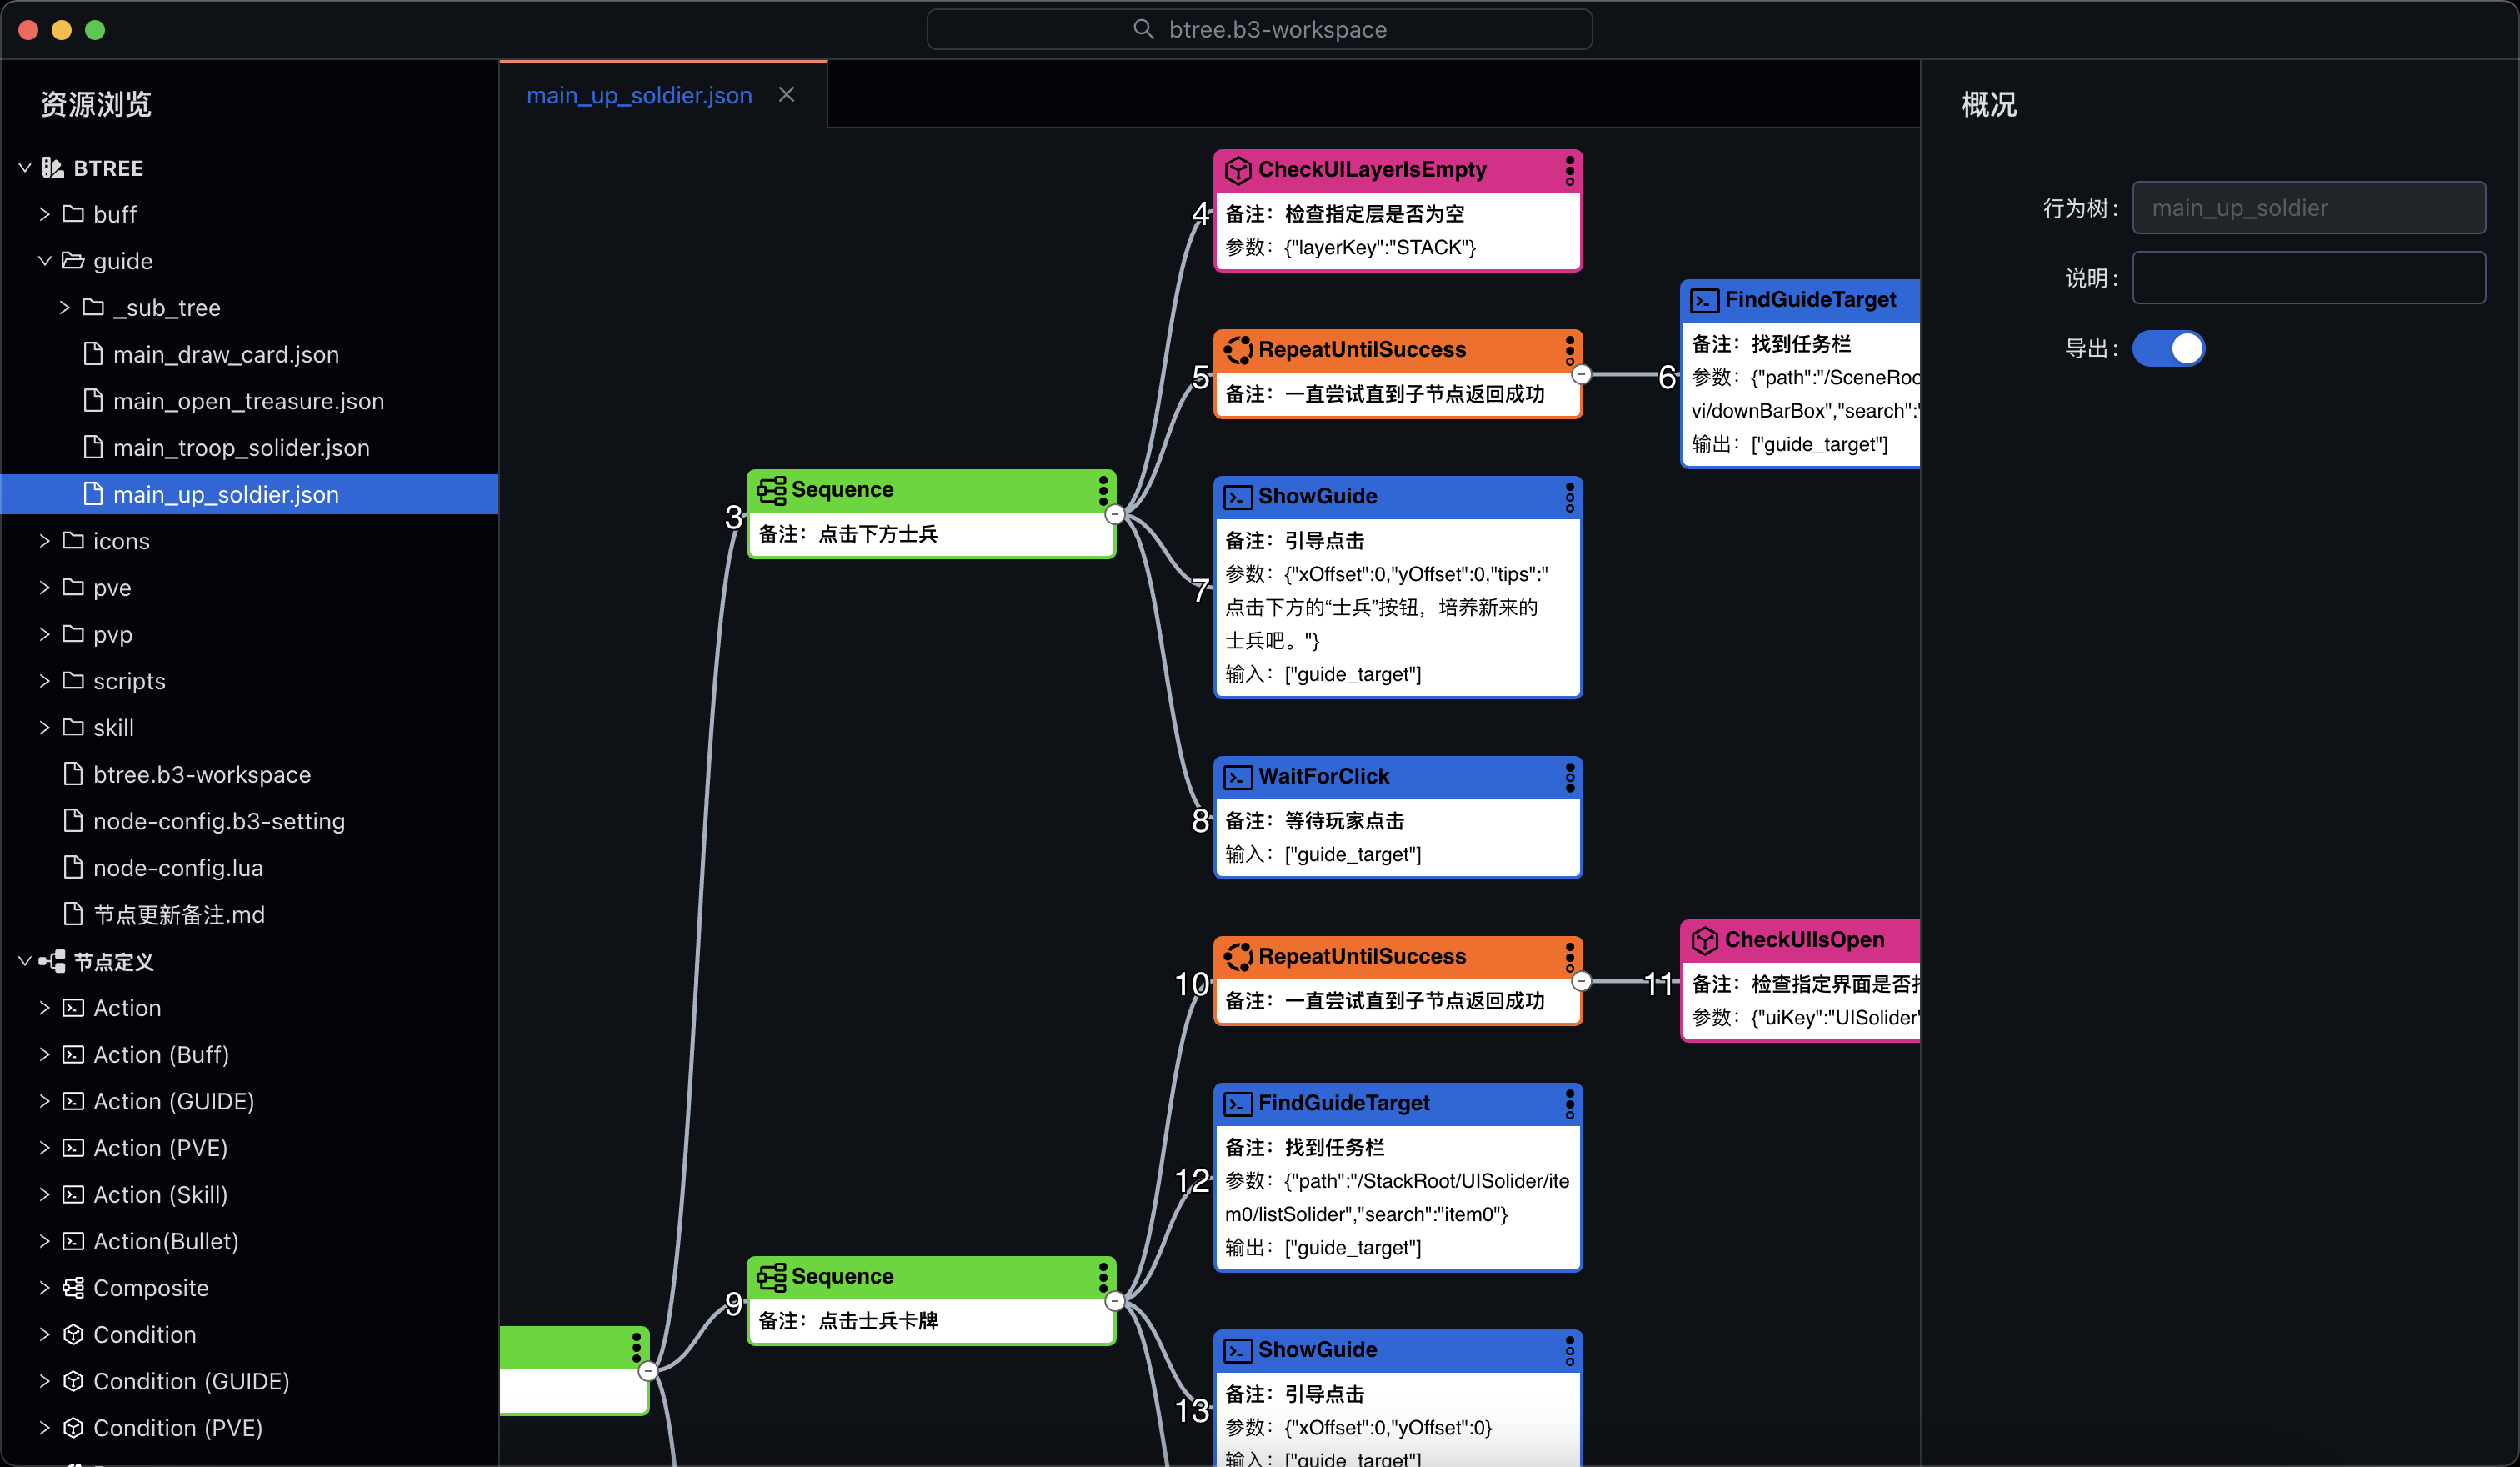 btree.b3-workspace
资源浏览
BTREE
buff
guide
_sub_tree
main_draw_card.json
main_open_treasure.json
main_troop_solider.json
main_up_soldier.json
icons
pve
pvp
scripts
skill
btree.b3-workspace
node-config.b3-setting
node-config.lua
节点更新备注.md
节点定义
Action
Action (Buff)
Action (GUIDE)
Action (PVE)
Action (Skill)
Action(Bullet)
Composite
Condition
Condition (GUIDE)
Condition (PVE)
main_up_soldier.json
3
Sequence
备注：点击下方士兵
4
CheckUILayerIsEmpty
备注：检查指定层是否为空
参数：{"layerKey":"STACK"}
5
RepeatUntilSuccess
备注：一直尝试直到子节点返回成功
6
FindGuideTarget
备注：找到任务栏
参数：{"path":"/SceneRoo
vi/downBarBox","search":"
输出：["guide_target"]
7
ShowGuide
备注：引导点击
参数：{"xOffset":0,"yOffset":0,"tips":"
点击下方的“士兵”按钮，培养新来的
士兵吧。"}
输入：["guide_target"]
8
WaitForClick
备注：等待玩家点击
输入：["guide_target"]
9
Sequence
备注：点击士兵卡牌
10
RepeatUntilSuccess
备注：一直尝试直到子节点返回成功
11
CheckUIIsOpen
备注：检查指定界面是否
参数：{"uiKey":"UISolider"
12
FindGuideTarget
备注：找到任务栏
参数：{"path":"/StackRoot/UISolider/ite
m0/listSolider","search":"item0"}
输出：["guide_target"]
13
ShowGuide
备注：引导点击
参数：{"xOffset":0,"yOffset":0}
输入：["guide_target"]
概况
行为树：
main_up_soldier
说明：
导出：